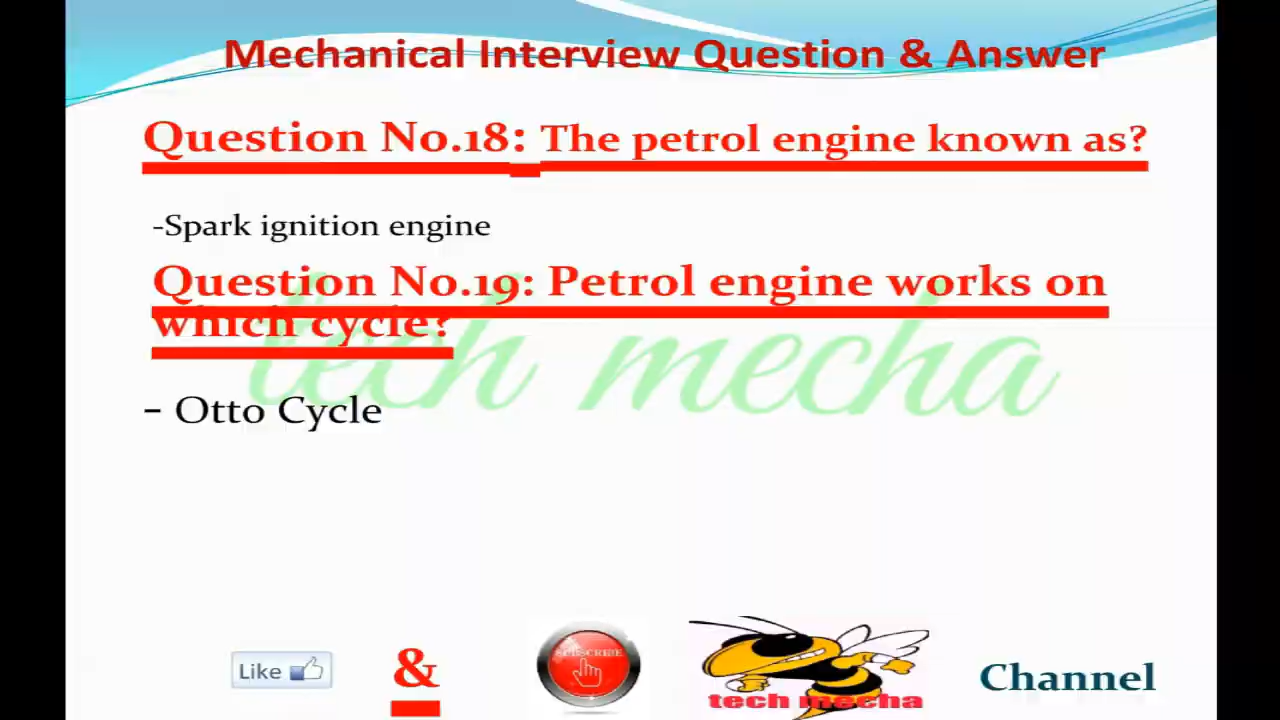 Mechanical Interview Question & Answer
Question No.18: The petrol engine known as?
-Spark ignition engine
Question No.19: Petrol engine works on
which cycle?
tech mecha
- Otto Cycle
Like & SUBSCRIBE tech mecha Channel